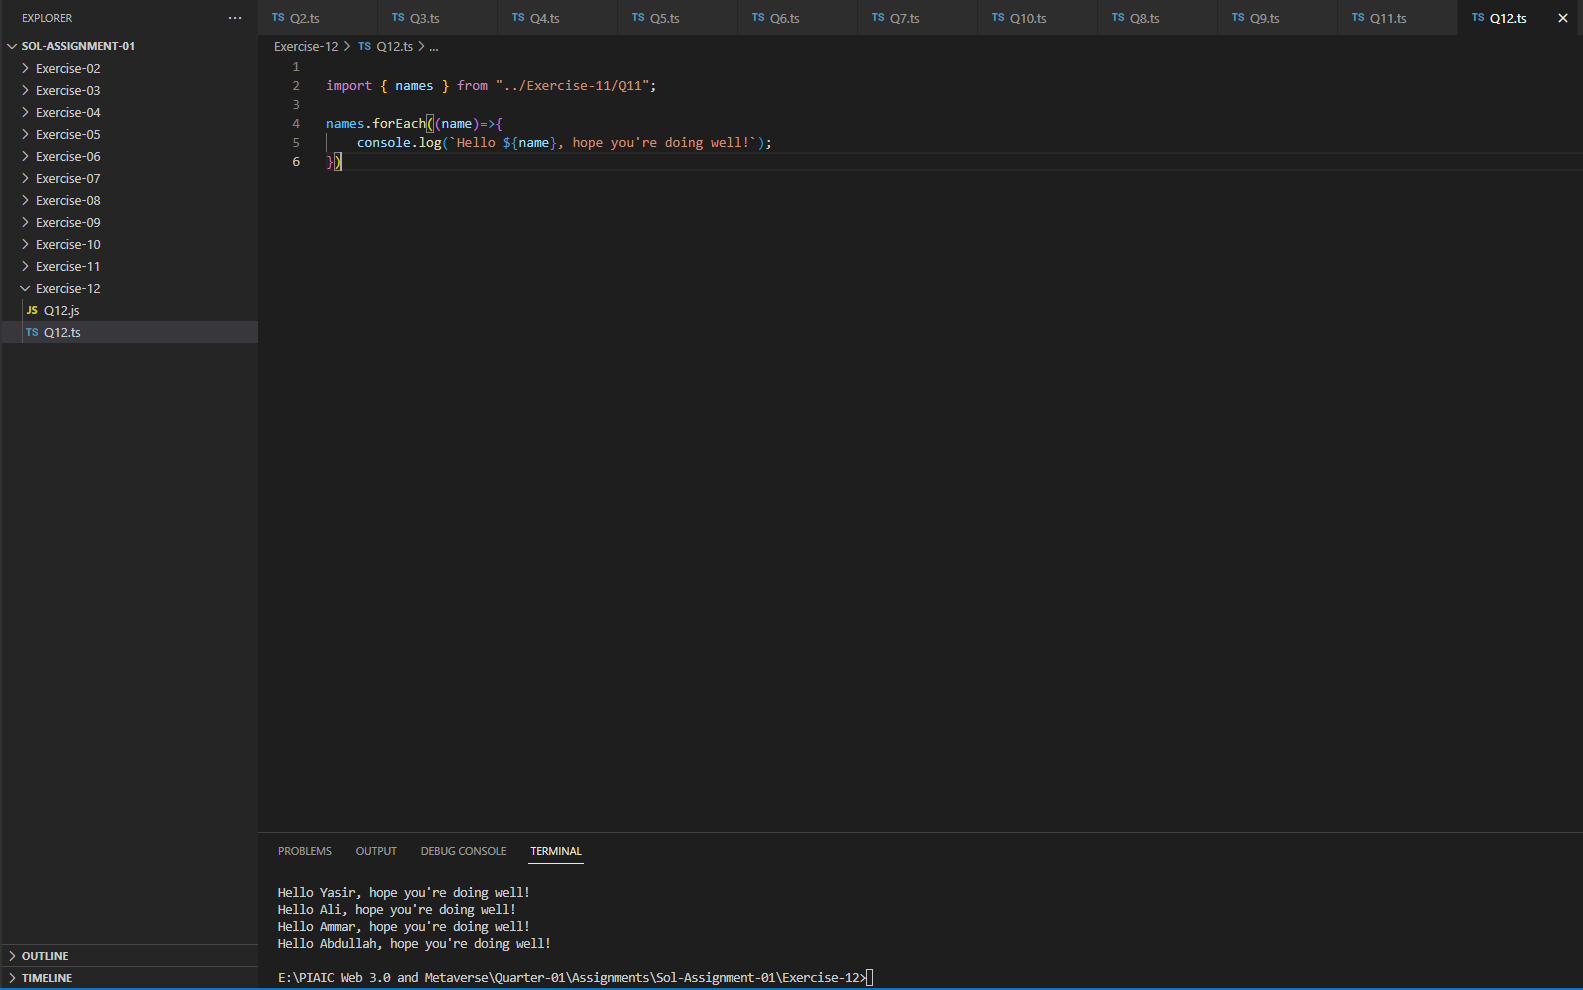 EXPLORER ...
SOL-ASSIGNMENT-01
Exercise-02
Exercise-03
Exercise-04
Exercise-05
Exercise-06
Exercise-07
Exercise-08
Exercise-09
Exercise-10
Exercise-11
Exercise-12
JS Q12.js
TS Q12.ts
OUTLINE
TIMELINE
TS Q2.ts TS Q3.ts TS Q4.ts TS Q5.ts TS Q6.ts TS Q7.ts TS Q10.ts TS Q8.ts TS Q9.ts TS Q11.ts TS Q12.ts
Exercise-12 > TS Q12.ts > ...
1
2 import { names } from "../Exercise-11/Q11";
3
4 names.forEach((name)=>{
5 console.log(`Hello ${name}, hope you're doing well!`);
6 })
PROBLEMS OUTPUT DEBUG CONSOLE TERMINAL
Hello Yasir, hope you're doing well!
Hello Ali, hope you're doing well!
Hello Ammar, hope you're doing well!
Hello Abdullah, hope you're doing well!
E:\PIAIC Web 3.0 and Metaverse\Quarter-01\Assignments\Sol-Assignment-01\Exercise-12>